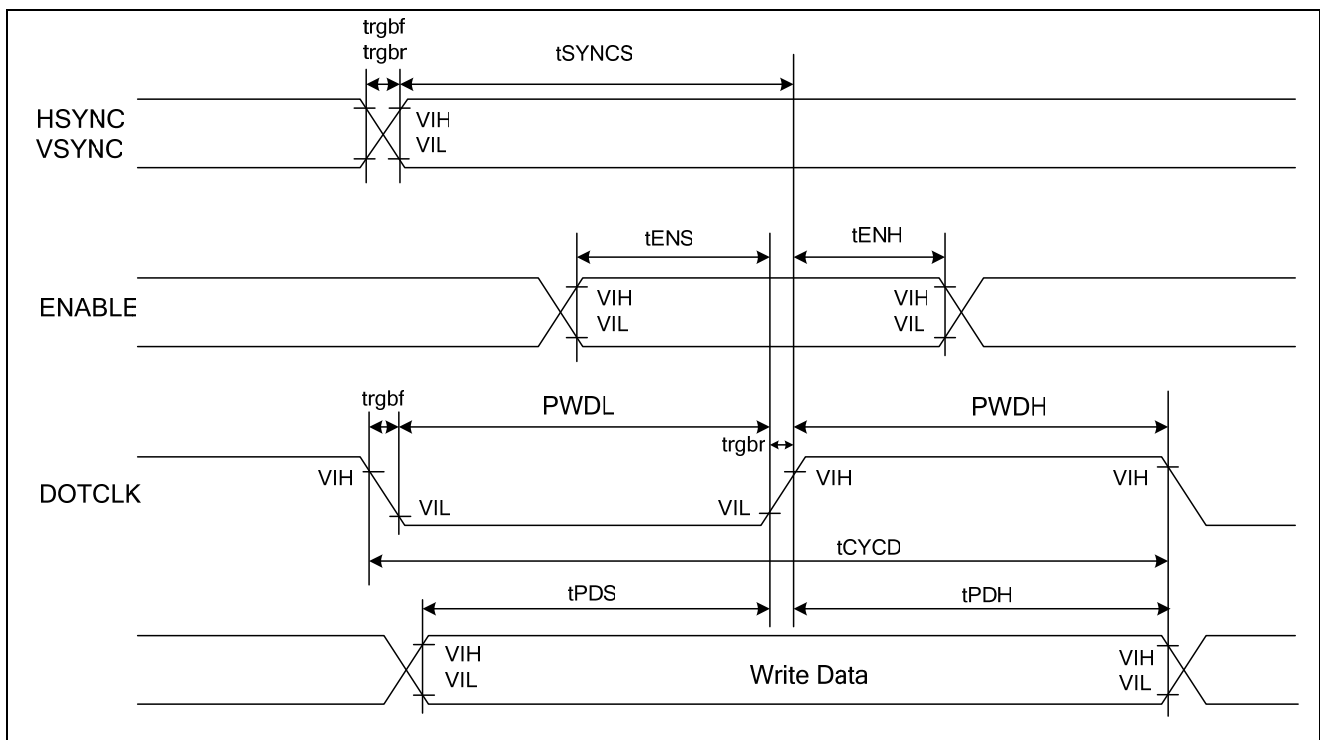 trgbf
trgbr
tSYNCS
HSYNC
VSYNC
VIH
VIL
tENS
tENH
ENABLE
VIH
VIL
VIH
VIL
trgbf
PWDL
trgbr
PWDH
DOTCLK
VIH
VIL
VIL
VIH
VIH
tCYCD
tPDS
tPDH
VIH
VIL
Write Data
VIH
VIL